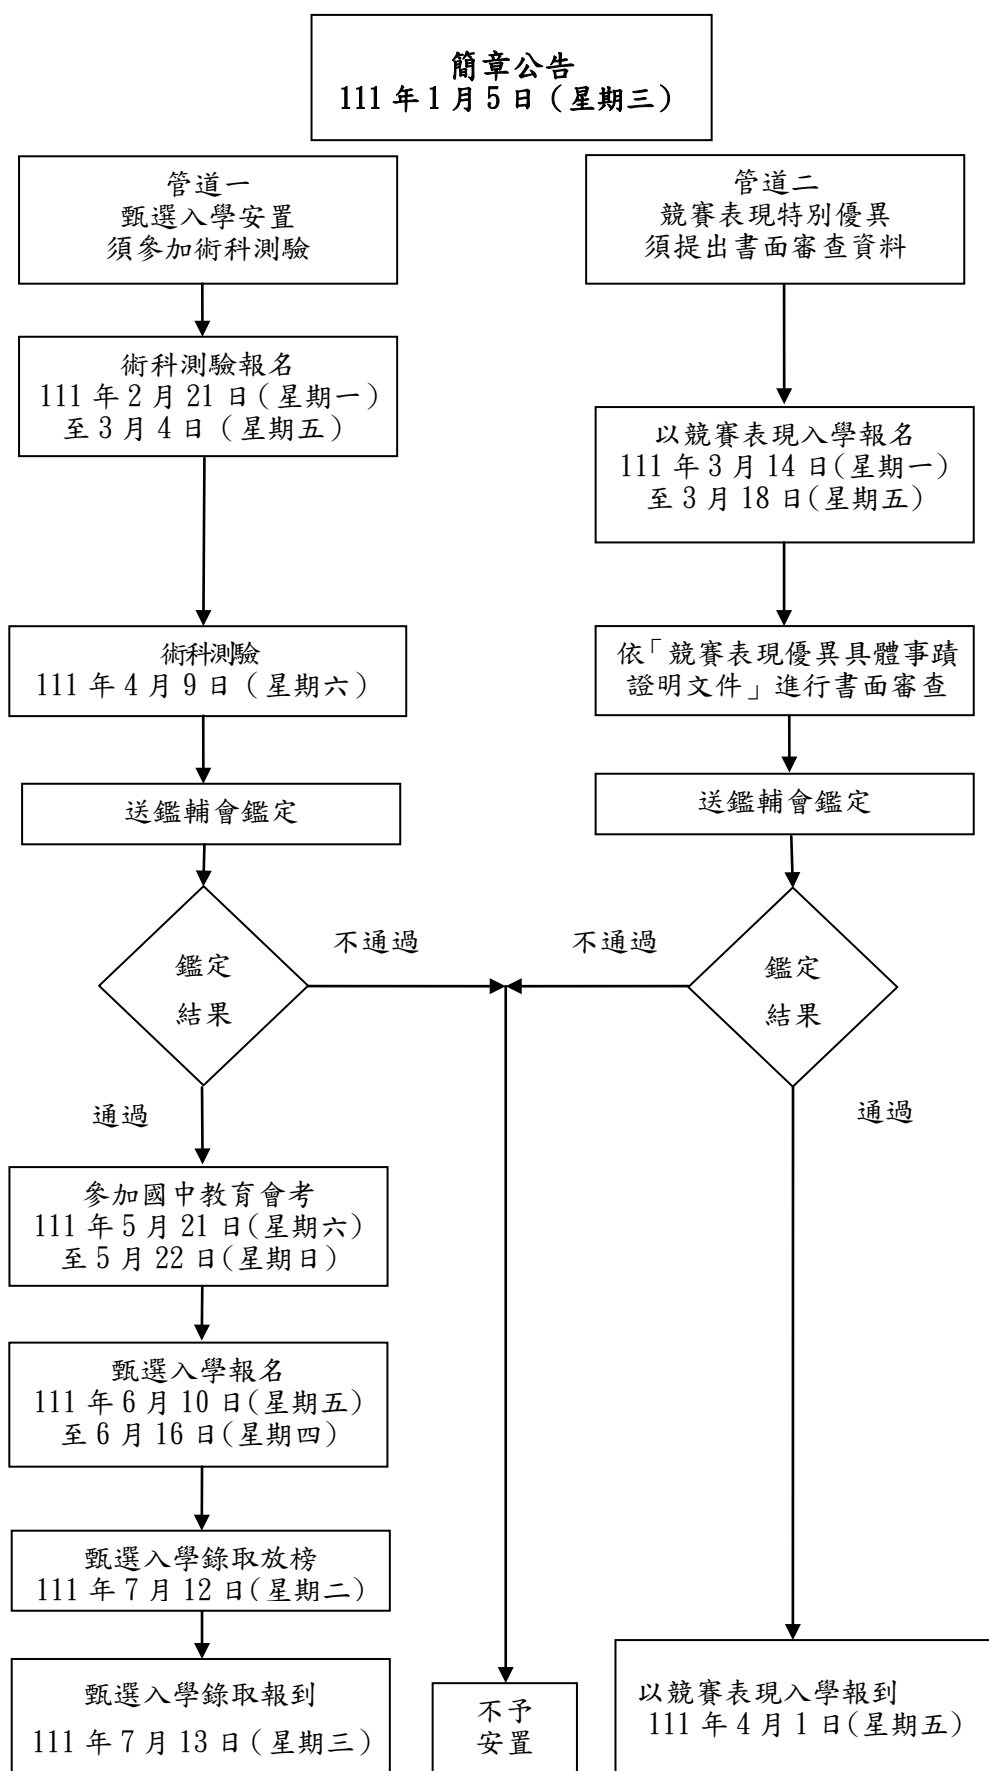 簡章公告
111 年 1 月 5 日（星期三）
管道一
甄選入學安置
須參加術科測驗
管道二
競賽表現特別優異
須提出書面審查資料
術科測驗報名
111 年 2 月 21 日（星期一）
至 3 月 4 日（星期五）
以競賽表現入學報名
111 年 3 月 14 日(星期一)
至 3 月 18 日(星期五)
術科測驗
111 年 4 月 9 日（星期六）
依「競賽表現優異具體事蹟
證明文件」進行書面審查
送鑑輔會鑑定
送鑑輔會鑑定
鑑定
結果
不通過
不通過
鑑定
結果
通過
通過
參加國中教育會考
111 年 5 月 21 日(星期六)
至 5 月 22 日(星期日)
甄選入學報名
111 年 6 月 10 日(星期五)
至 6 月 16 日(星期四)
甄選入學錄取放榜
111 年 7 月 12 日(星期二)
甄選入學錄取報到
111 年 7 月 13 日（星期三）
不予
安置
以競賽表現入學報到
111 年 4 月 1 日(星期五)